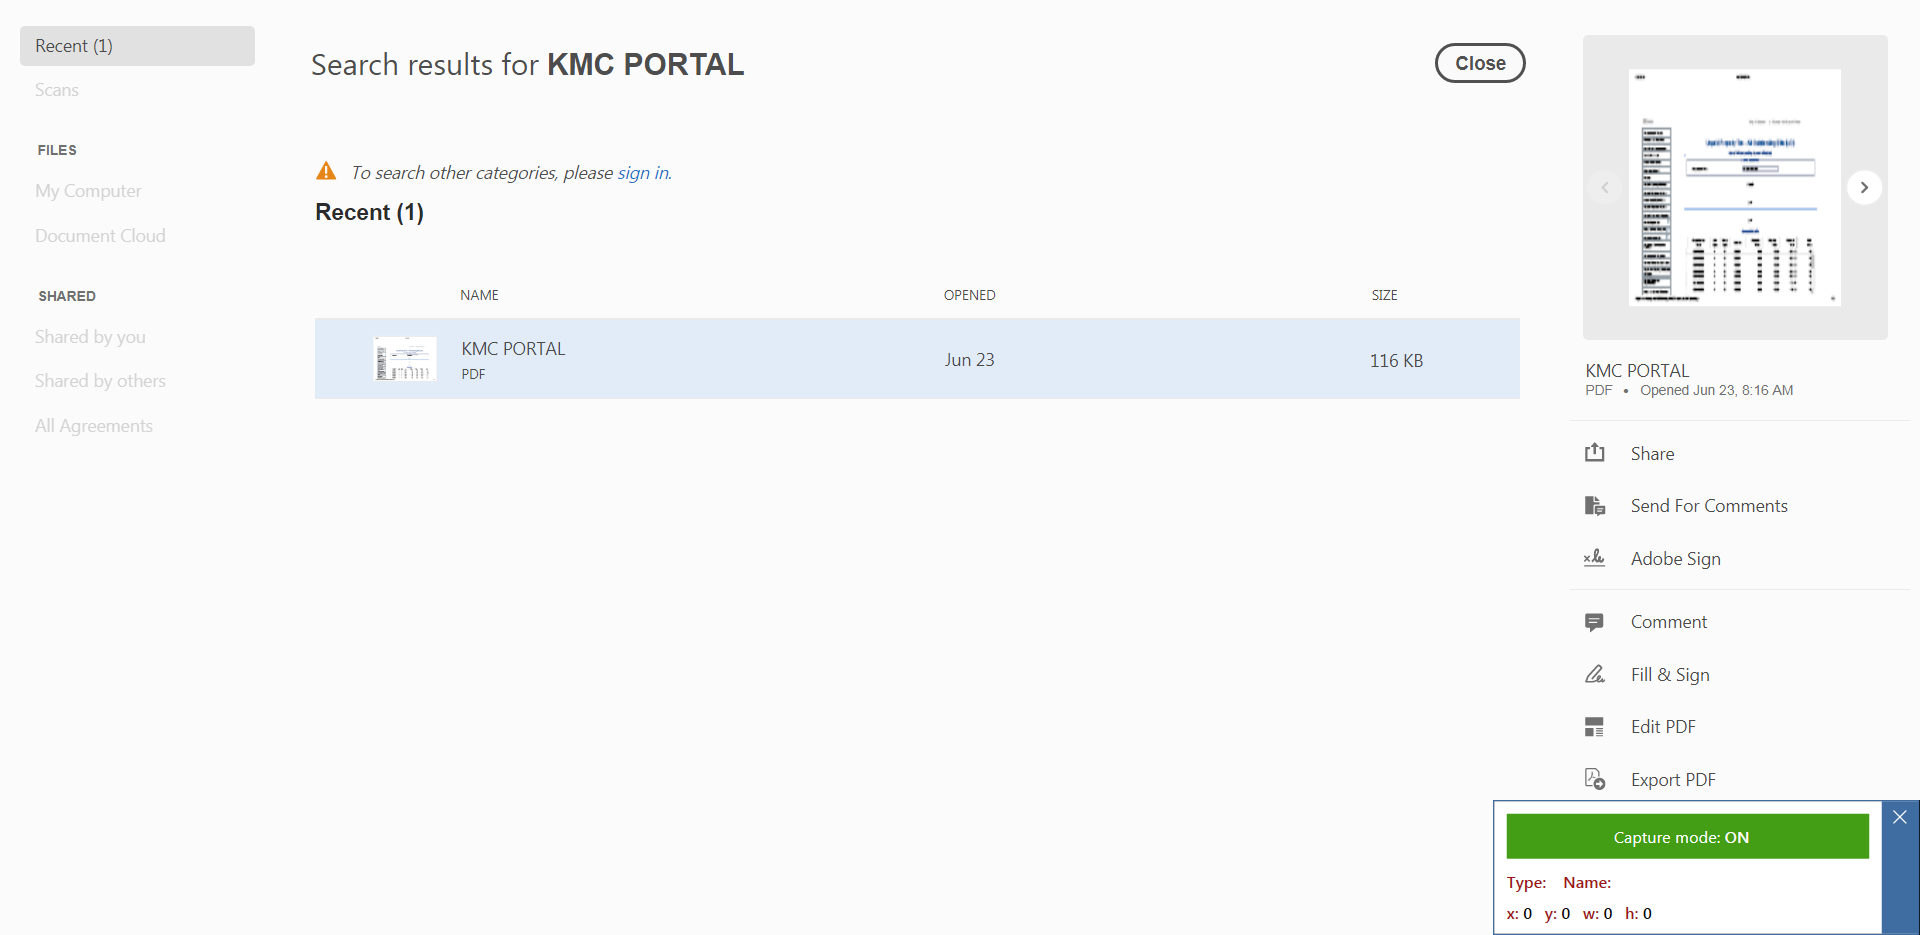 Recent (1)
Scans
FILES
My Computer
Document Cloud
SHARED
Shared by you
Shared by others
All Agreements
Search results for KMC PORTAL
Close
To search other categories, please sign in.
Recent (1)
NAME OPENED SIZE
KMC PORTAL
PDF
Jun 23
116 KB
KMC PORTAL
PDF • Opened Jun 23, 8:16 AM
Share
Send For Comments
Adobe Sign
Comment
Fill & Sign
Edit PDF
Export PDF
Capture mode: ON
Type: Name:
x: 0 y: 0 w: 0 h: 0